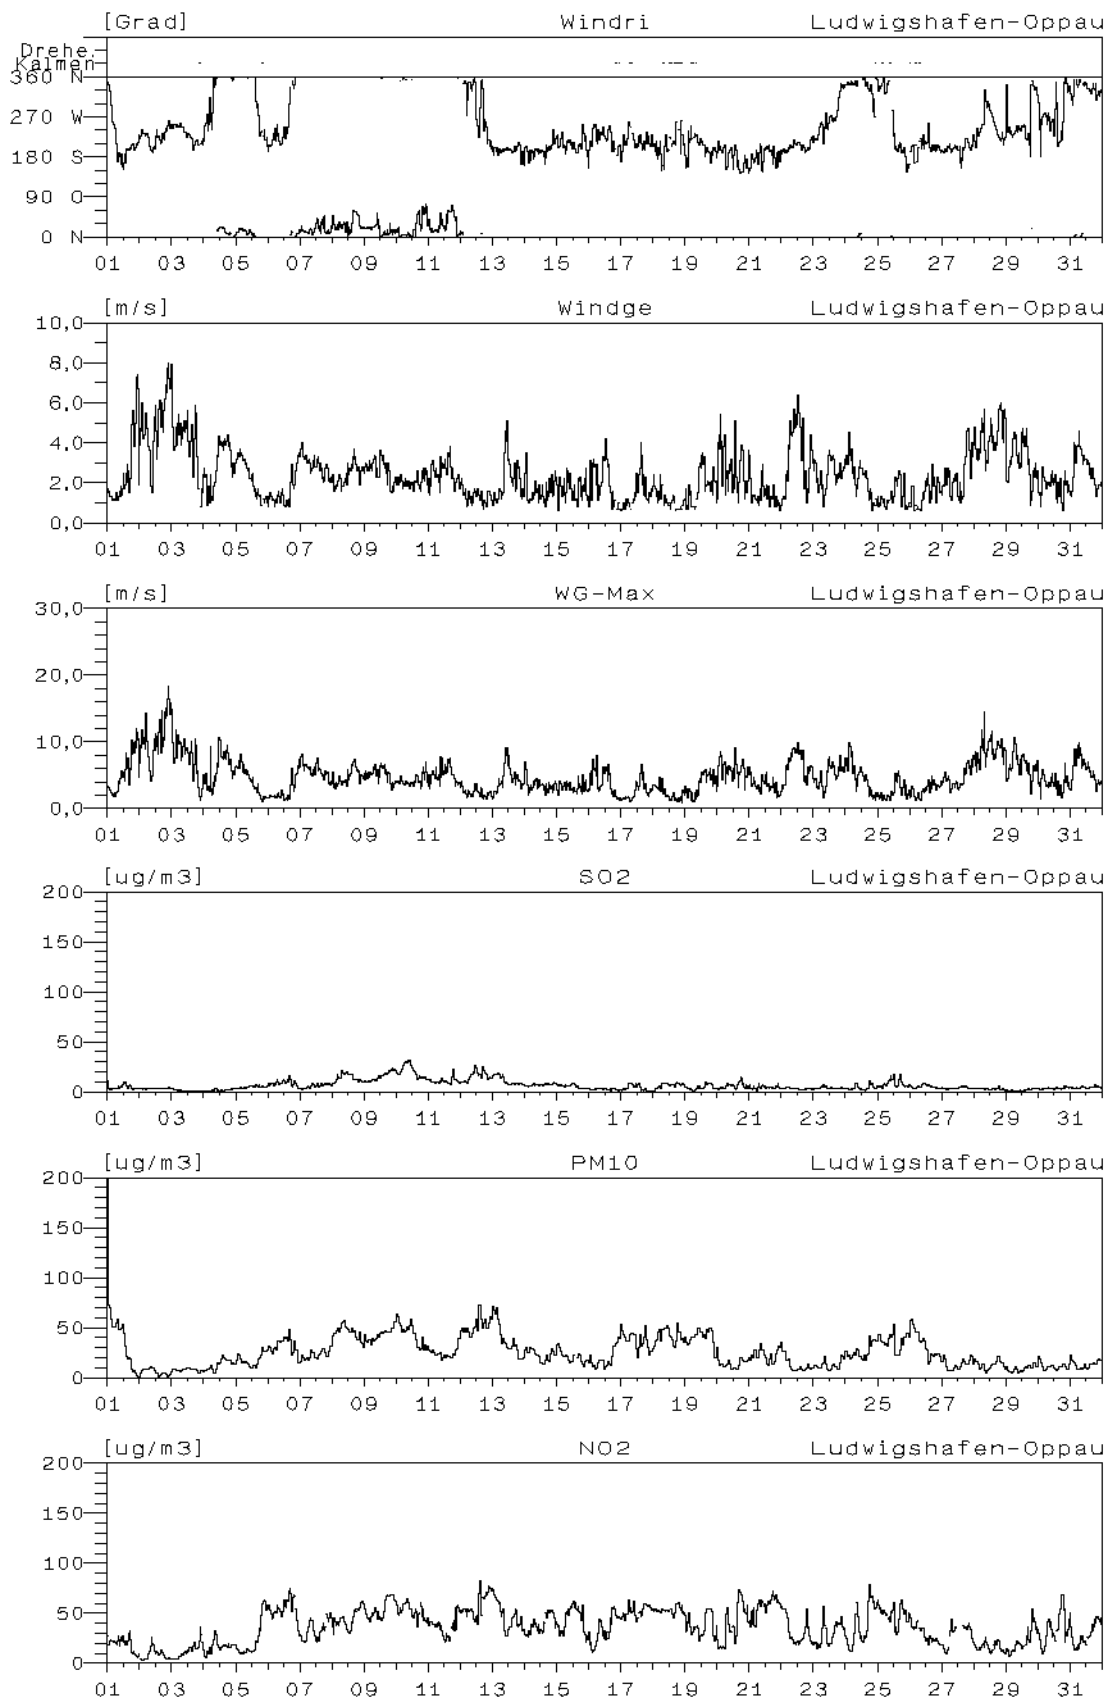 [Grad] Windri Ludwigshafen-Oppau
Drehe.
Kalmen
360 N
270 W
180 S
90 O
0 N
01 03 05 07 09 11 13 15 17 19 21 23 25 27 29 31
[m/s] Windge Ludwigshafen-Oppau
10,0
8,0
6,0
4,0
2,0
0,0
01 03 05 07 09 11 13 15 17 19 21 23 25 27 29 31
[m/s] WG-Max Ludwigshafen-Oppau
30,0
20,0
10,0
0,0
01 03 05 07 09 11 13 15 17 19 21 23 25 27 29 31
[ug/m3] SO2 Ludwigshafen-Oppau
200
150
100
50
0
01 03 05 07 09 11 13 15 17 19 21 23 25 27 29 31
[ug/m3] PM10 Ludwigshafen-Oppau
200
150
100
50
0
01 03 05 07 09 11 13 15 17 19 21 23 25 27 29 31
[ug/m3] NO2 Ludwigshafen-Oppau
200
150
100
50
0
01 03 05 07 09 11 13 15 17 19 21 23 25 27 29 31